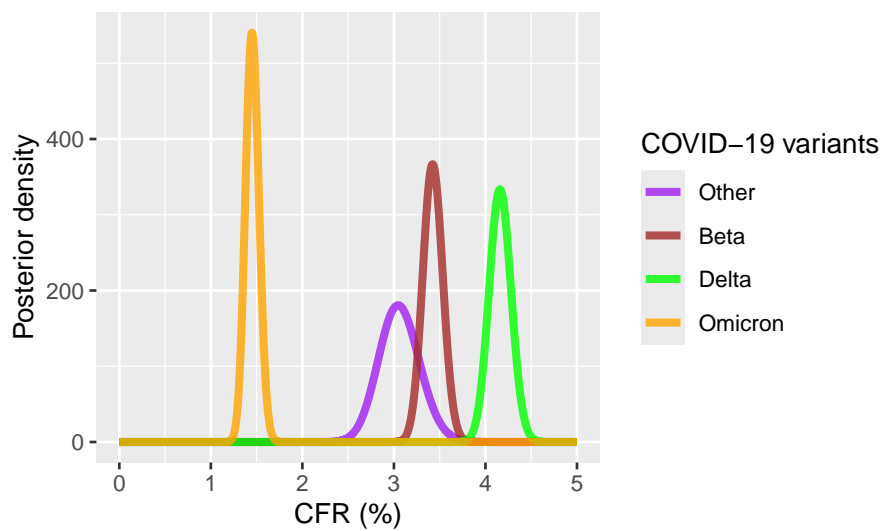 Posterior density
400
200
0
0 1 2 3 4 5
CFR (%)
COVID−19 variants
Other
Beta
Delta
Omicron